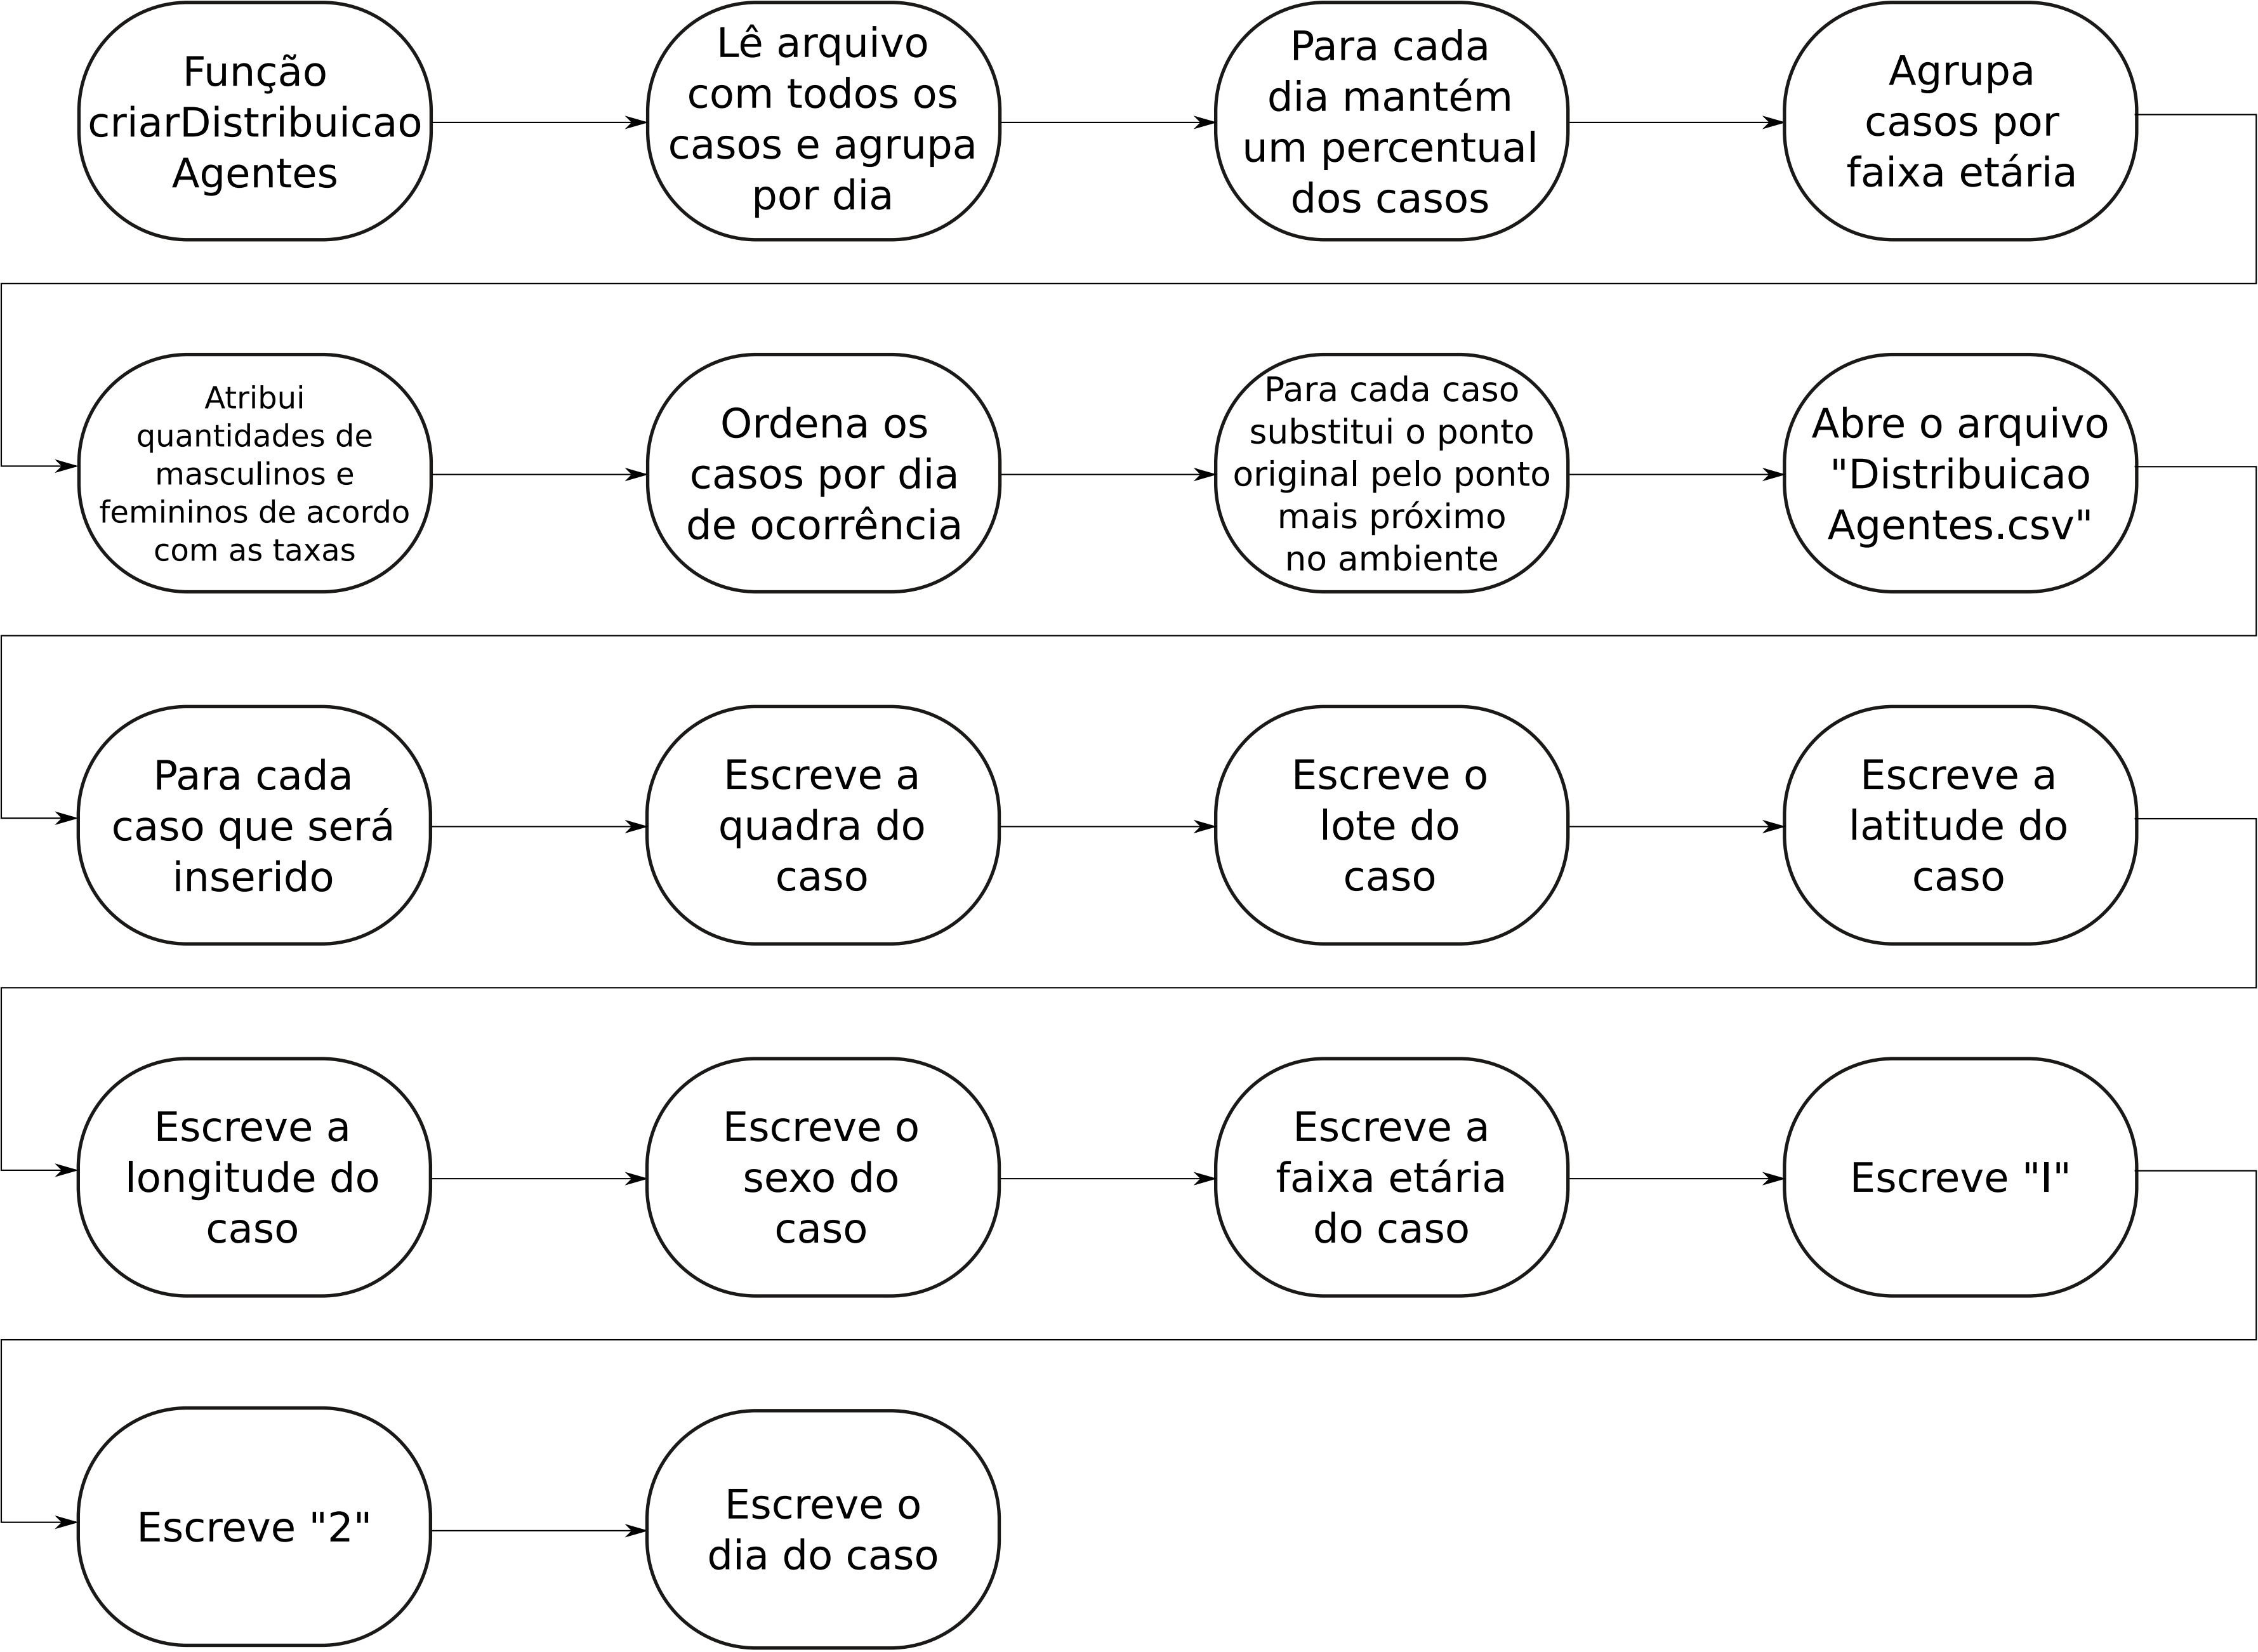 Função
criarDistribuicao
Agentes
Lê arquivo
com todos os
casos e agrupa
por dia
Para cada
dia mantém
um percentual
dos casos
Agrupa
casos por
faixa etária
Atribui
quantidades de
masculinos e
femininos de acordo
com as taxas
Ordena os
casos por dia
de ocorrência
Para cada caso
substitui o ponto
original pelo ponto
mais próximo
no ambiente
Abre o arquivo
"Distribuicao
Agentes.csv"
Para cada
caso que será
inserido
Escreve a
quadra do
caso
Escreve o
lote do
caso
Escreve a
latitude do
caso
Escreve a
longitude do
caso
Escreve o
sexo do
caso
Escreve a
faixa etária
do caso
Escreve "I"
Escreve "2"
Escreve o
dia do caso